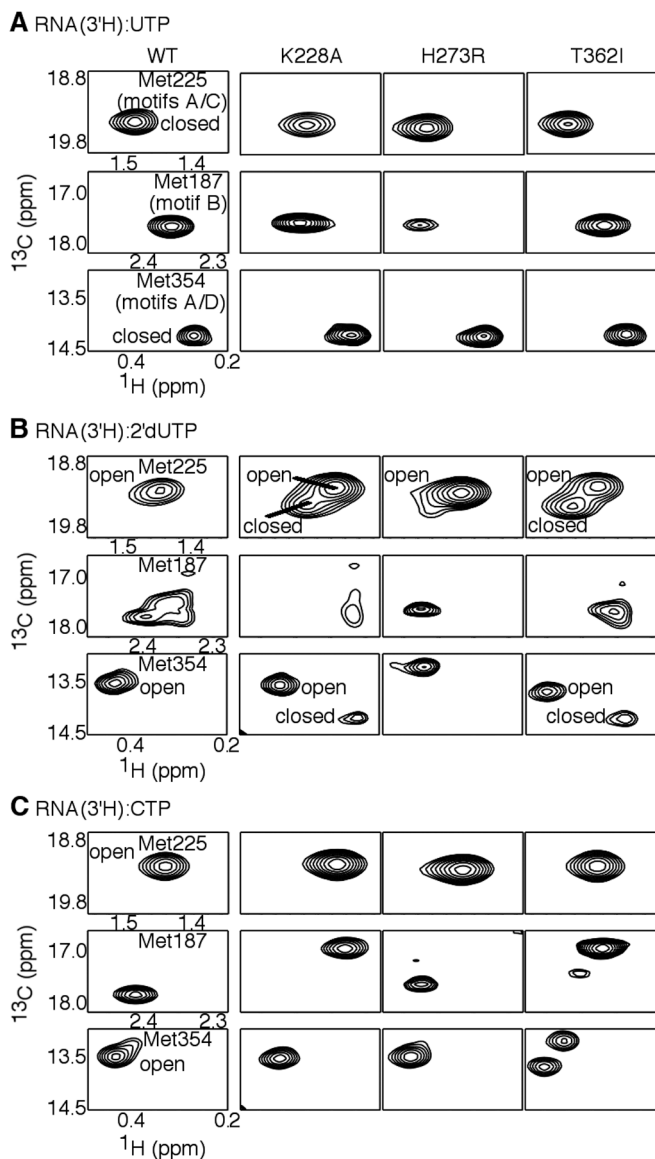 A RNA(3'H):UTP
WT K228A H273R T362I
18.8 Met225
(motifs A/C)
closed
19.8
1.5 1.4
17.0 Met187
(motif B)
18.0
2.4 2.3
13C (ppm)
13.5 Met354
(motifs A/D)
closed
14.5
0.4 0.2
1H (ppm)
B RNA(3'H):2'dUTP
18.8 open Met225 open open open
closed closed
19.8
1.5 1.4
17.0 Met187
18.0
2.4 2.3
13C (ppm)
13.5 Met354
open open open
closed closed
14.5
0.4 0.2
1H (ppm)
C RNA(3'H):CTP
18.8 open Met225
19.8
1.5 1.4
17.0 Met187
18.0
2.4 2.3
13C (ppm)
13.5 Met354
open
14.5
0.4 0.2
1H (ppm)